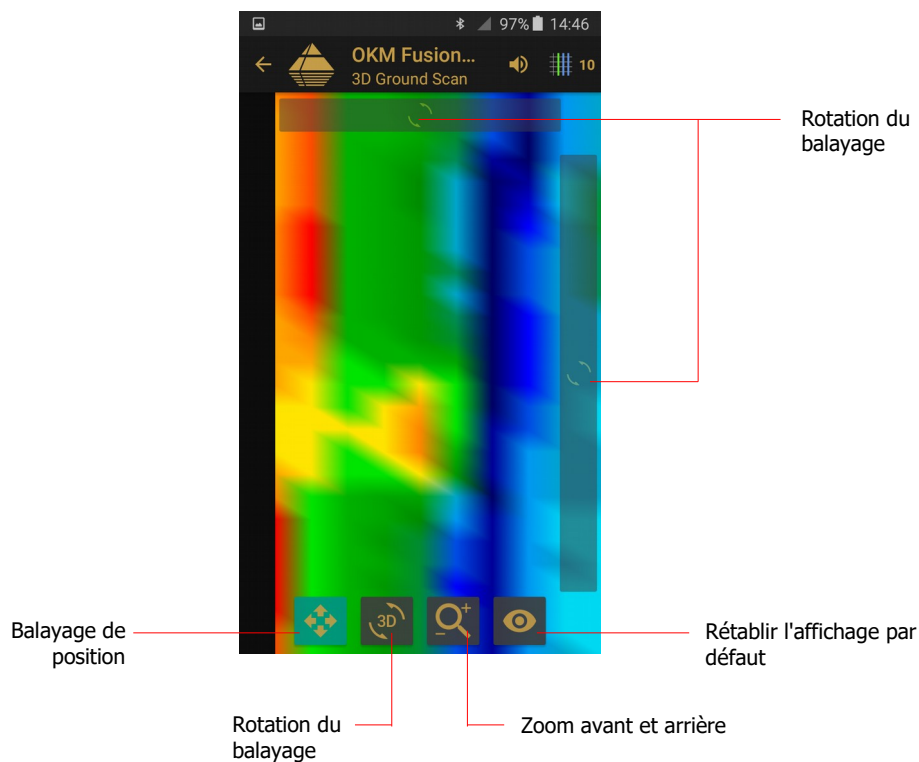 97% 14:46
OKM Fusion...
3D Ground Scan
10
Rotation du
balayage
3D
Balayage de
position
Rétablir l'affichage par
défaut
Rotation du
balayage
Zoom avant et arrière